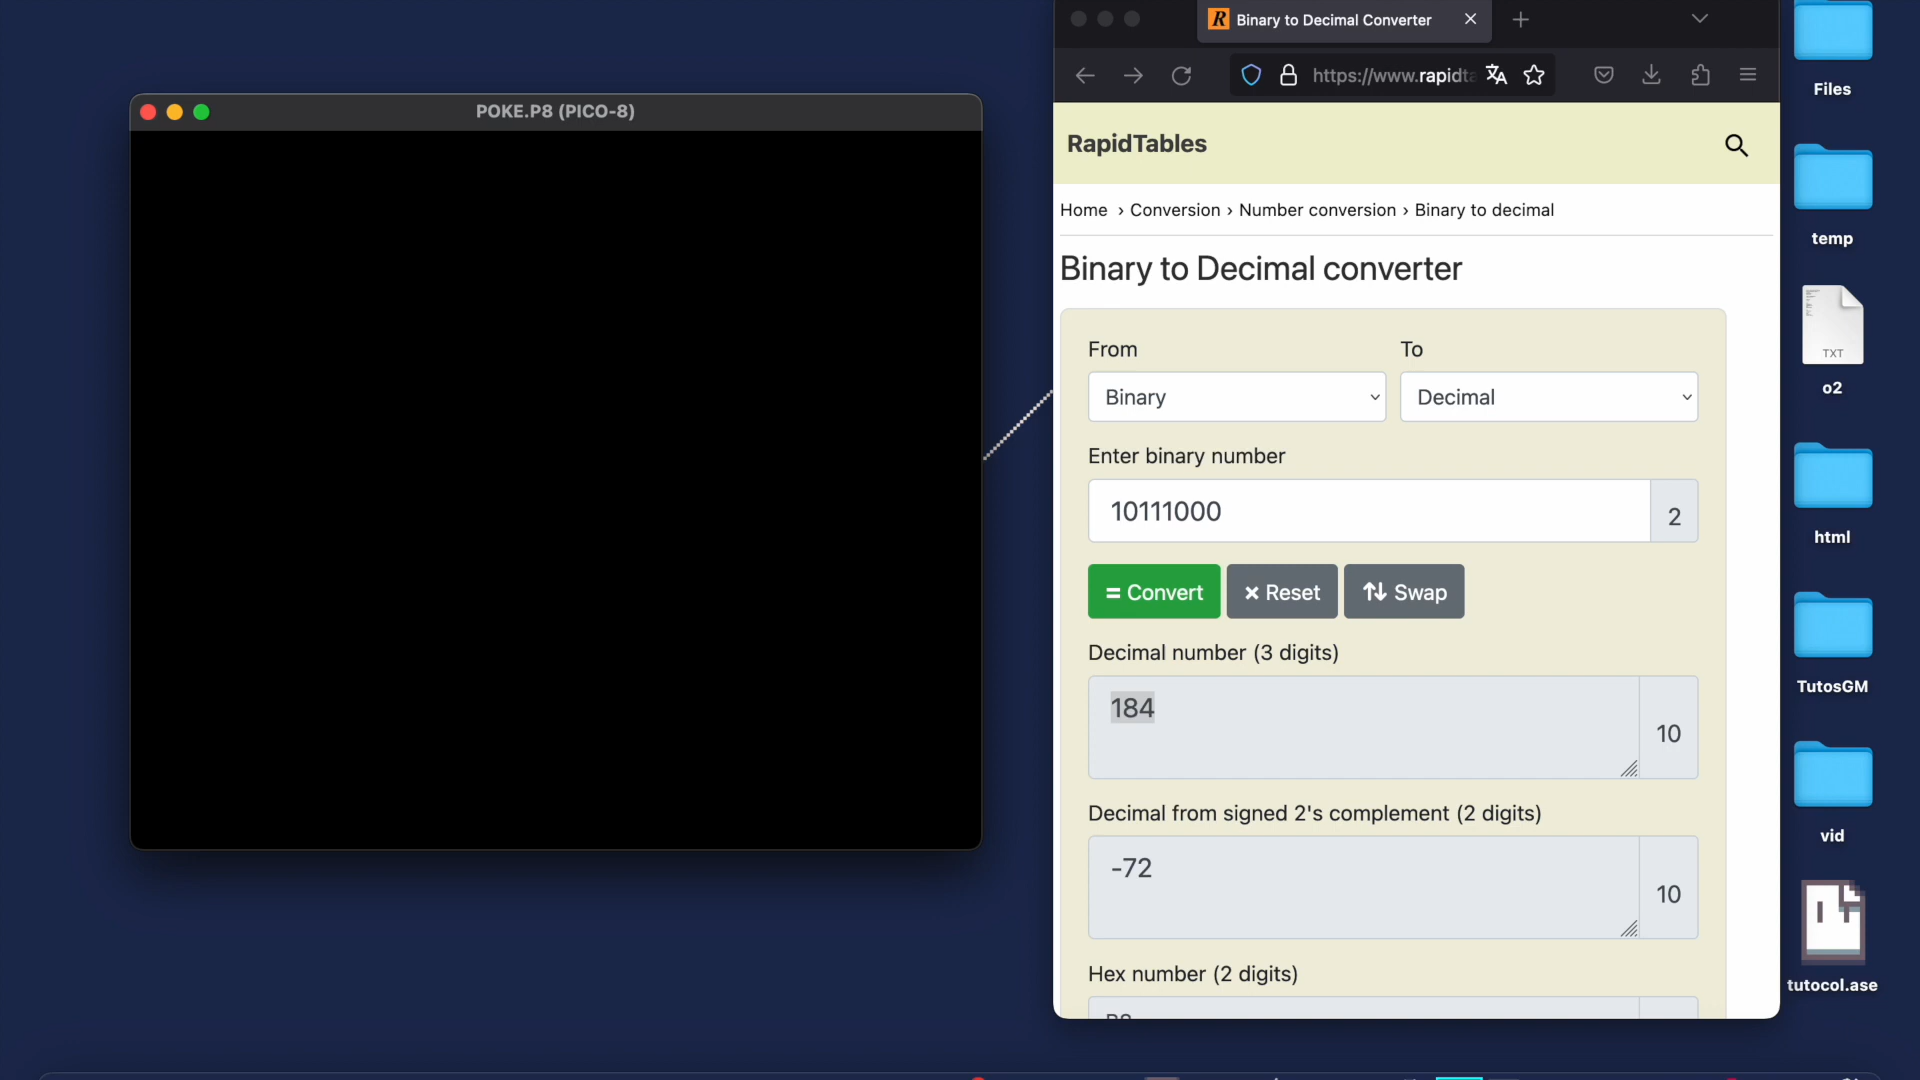 POKE.P8 (PICO-8)
Binary to Decimal Converter
https://www.rapidta
RapidTables
Home › Conversion › Number conversion › Binary to decimal
Binary to Decimal converter
From
To
Binary
Decimal
Enter binary number
10111000
2
= Convert
× Reset
Swap
Decimal number (3 digits)
184
10
Decimal from signed 2's complement (2 digits)
-72
10
Hex number (2 digits)
Files
temp
TXT
o2
html
TutosGM
vid
tutocol.ase